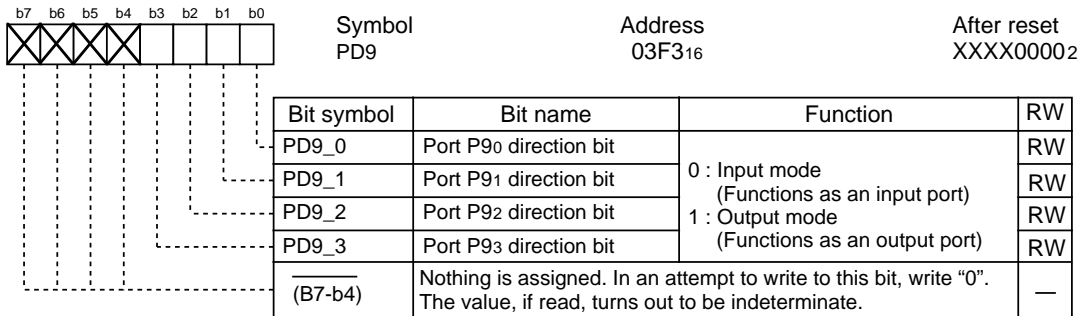 b7 b6 b5 b4 b3 b2 b1 b0
Symbol Address After reset
PD9 03F316 XXXX00002
Bit symbol Bit name Function RW
PD9_0 Port P90 direction bit RW
PD9_1 Port P91 direction bit RW
PD9_2 Port P92 direction bit RW
PD9_3 Port P93 direction bit RW
0 : Input mode
(Functions as an input port)
1 : Output mode
(Functions as an output port)
(B7-b4) Nothing is assigned. In an attempt to write to this bit, write “0”. —
The value, if read, turns out to be indeterminate.